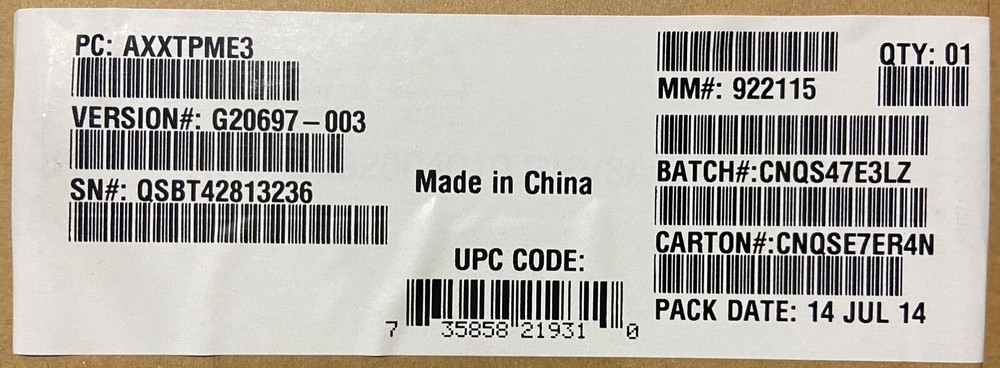 PC: AXXTPME3
VERSION#: G20697-003
SN#: QSBT42813236
Made in China
UPC CODE:
7 35858 21931 0
QTY: 01
MM#: 922115
BATCH#:CNQS47E3LZ
CARTON#:CNQSE7ER4N
PACK DATE: 14 JUL 14